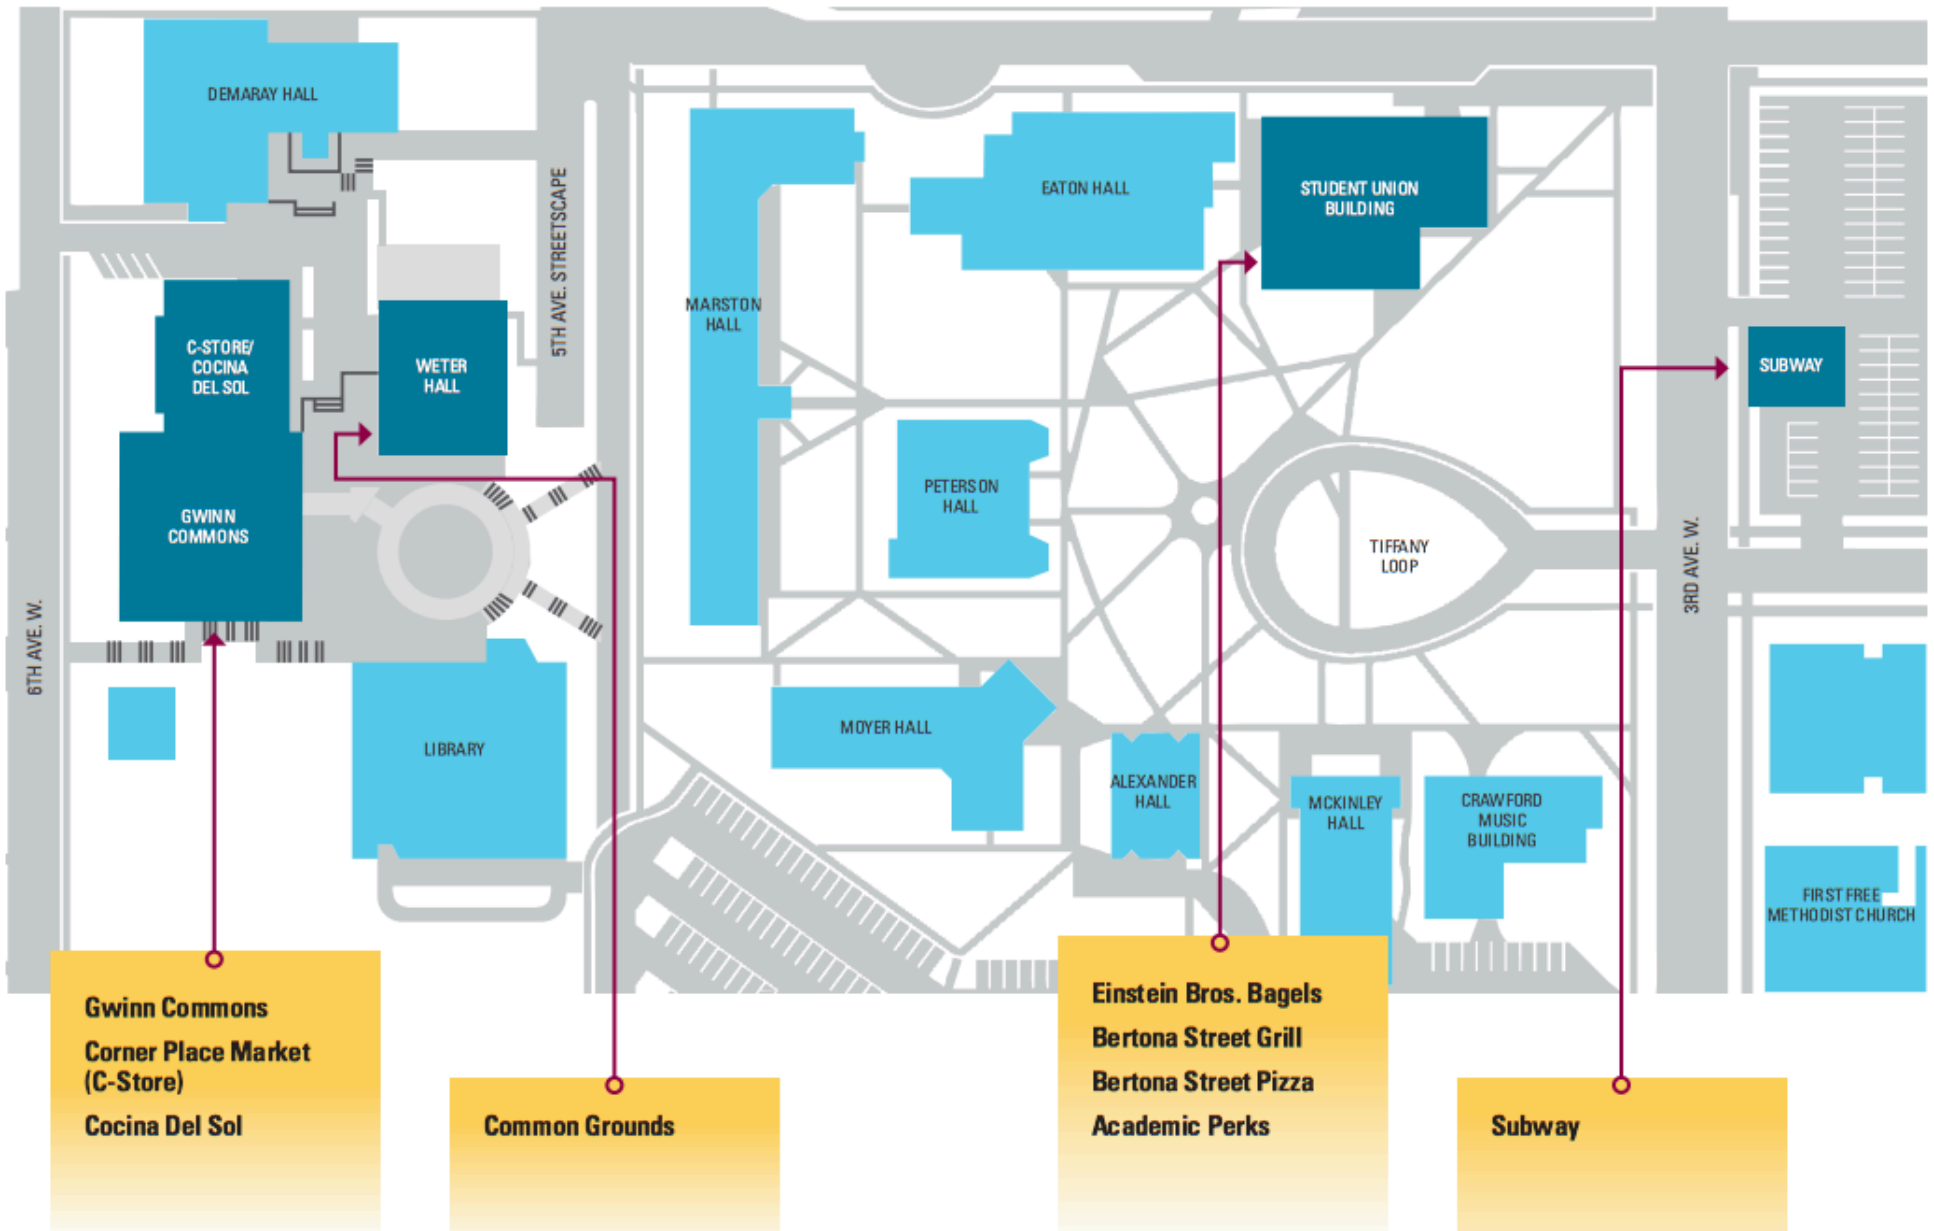 DEMARAY HALL
5TH AVE. STREETSCAPE
EATON HALL
STUDENT UNION
BUILDING
MARSTON
HALL
C-STORE/
COCINA
DEL SOL
WETER
HALL
SUBWAY
PETERSON
HALL
GWINN
COMMONS
TIFFANY
LOOP
3RD AVE. W.
6TH AVE. W.
MOYER HALL
LIBRARY
ALEXANDER
HALL
MCKINLEY
HALL
CRAWFORD
MUSIC
BUILDING
FIRST FREE
METHODIST CHURCH
Gwinn Commons
Corner Place Market
(C-Store)
Cocina Del Sol
Common Grounds
Einstein Bros. Bagels
Bertona Street Grill
Bertona Street Pizza
Academic Perks
Subway